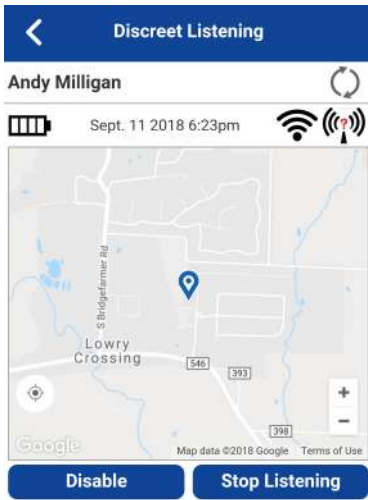 Discreet Listening
Andy Milligan
Sept. 11 2018 6:23pm
?
S Bridgefarmer Rd
Lowry
Crossing
546
393
+
−
398
Google
Map data ©2018 Google Terms of Use
Disable
Stop Listening